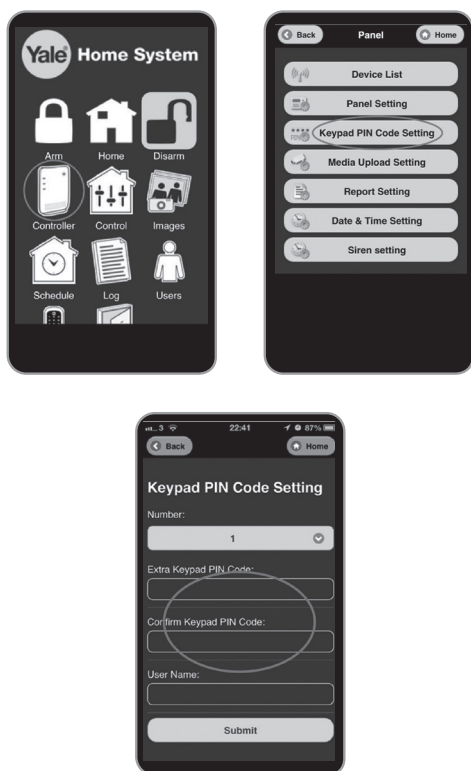 Yale Home System
Arm Home Disarm
Controller Control Images
Schedule Log Users
Back Panel Home
Device List
Panel Setting
Keypad PIN Code Setting
Media Upload Setting
Report Setting
Date & Time Setting
Siren setting
3 22:41 87%
Back Home
Keypad PIN Code Setting
Number:
1
Extra Keypad PIN Code:
Confirm Keypad PIN Code:
User Name:
Submit